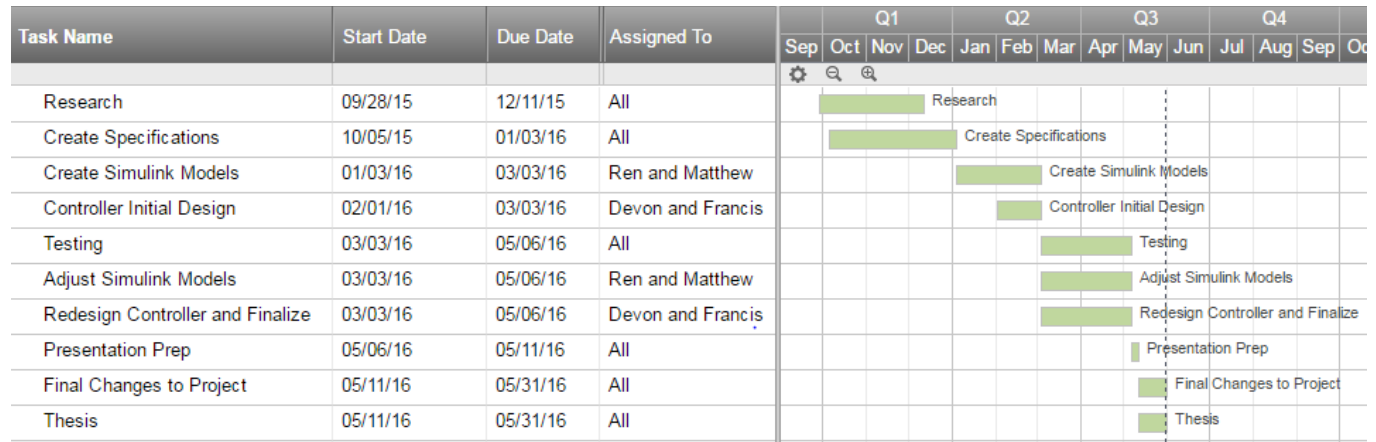 Q1 Q2 Q3 Q4
Task Name Start Date Due Date Assigned To
Sep Oct Nov Dec Jan Feb Mar Apr May Jun Jul Aug Sep Oc
Research 09/28/15 12/11/15 All Research
Create Specifications 10/05/15 01/03/16 All Create Specifications
Create Simulink Models 01/03/16 03/03/16 Ren and Matthew Create Simulink Models
Controller Initial Design 02/01/16 03/03/16 Devon and Francis Controller Initial Design
Testing 03/03/16 05/06/16 All Testing
Adjust Simulink Models 03/03/16 05/06/16 Ren and Matthew Adjust Simulink Models
Redesign Controller and Finalize 03/03/16 05/06/16 Devon and Francis Redesign Controller and Finalize
Presentation Prep 05/06/16 05/11/16 All Presentation Prep
Final Changes to Project 05/11/16 05/31/16 All Final Changes to Project
Thesis 05/11/16 05/31/16 All Thesis